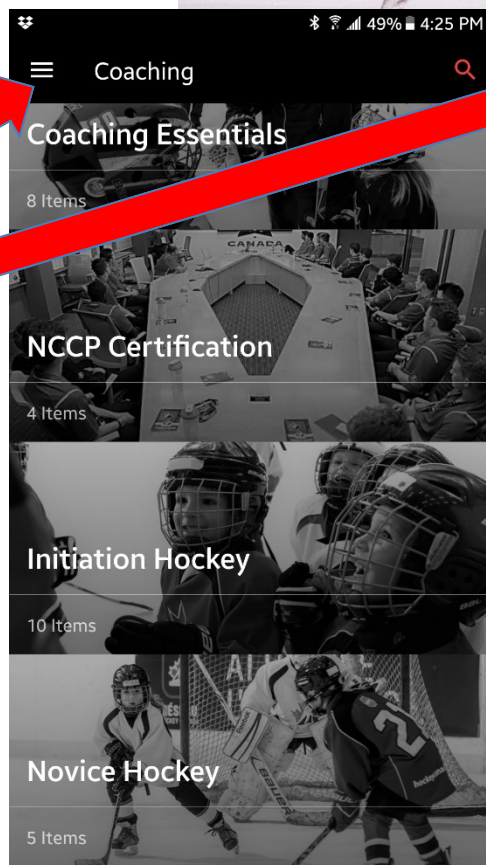 49% 4:25 PM
Coaching
Coaching Essentials
8 Items
CANADA
NCCP Certification
4 Items
Initiation Hockey
10 Items
Novice Hockey
5 Items